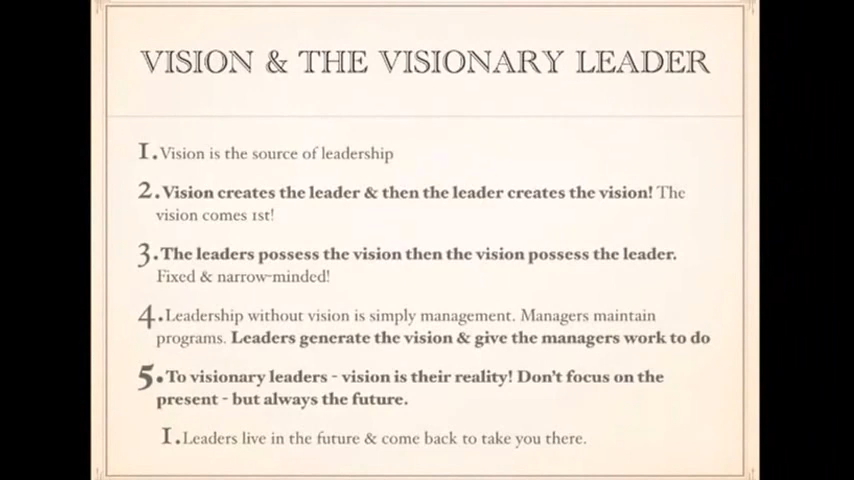 VISION & THE VISIONARY LEADER
1. Vision is the source of leadership
2. Vision creates the leader & then the leader creates the vision! The
vision comes 1st!
3. The leaders possess the vision then the vision possess the leader.
Fixed & narrow-minded!
4. Leadership without vision is simply management. Managers maintain
programs. Leaders generate the vision & give the managers work to do
5. To visionary leaders - vision is their reality! Don't focus on the
present - but always the future.
1. Leaders live in the future & come back to take you there.